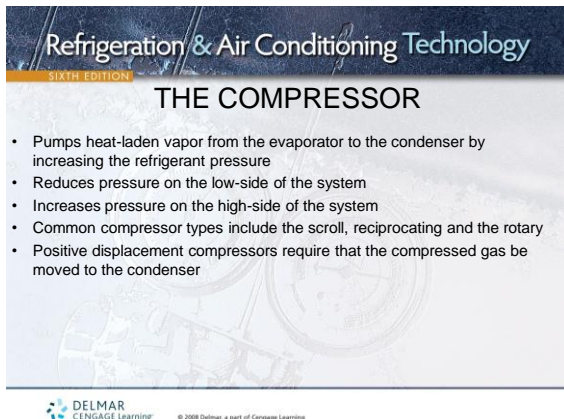 Refrigeration & Air Conditioning Technology
SIXTH EDITION
THE COMPRESSOR
• Pumps heat-laden vapor from the evaporator to the condenser by
increasing the refrigerant pressure
• Reduces pressure on the low-side of the system
• Increases pressure on the high-side of the system
• Common compressor types include the scroll, reciprocating and the rotary
• Positive displacement compressors require that the compressed gas be
moved to the condenser
DELMAR
CENGAGE Learning
© 2008 Delmar, a part of Cengage Learning